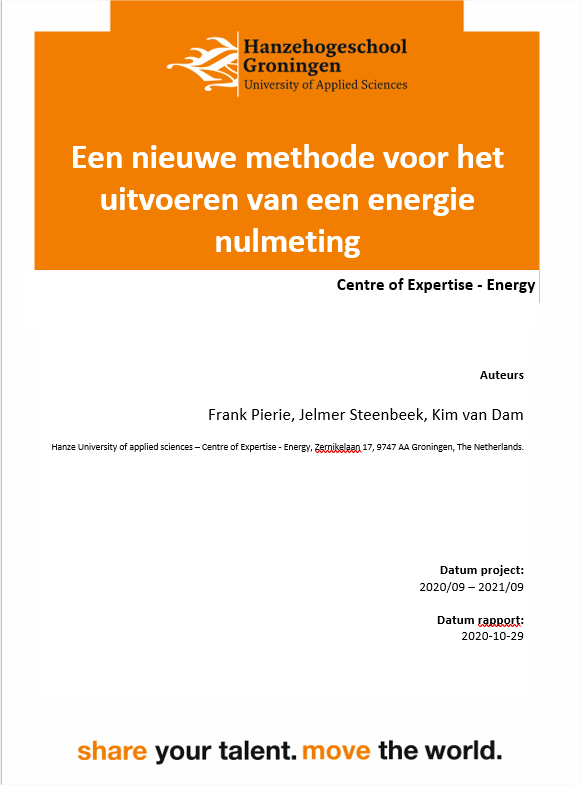 Hanzehogeschool
Groningen
University of Applied Sciences
Een nieuwe methode voor het
uitvoeren van een energie
nulmeting
Centre of Expertise - Energy
Auteurs
Frank Pierie, Jelmer Steenbeek, Kim van Dam
Hanze University of applied sciences – Centre of Expertise - Energy, Zernikelaan 17, 9747 AA Groningen, The Netherlands.
Datum project:
2020/09 – 2021/09
Datum rapport:
2020-10-29
share your talent. move the world.